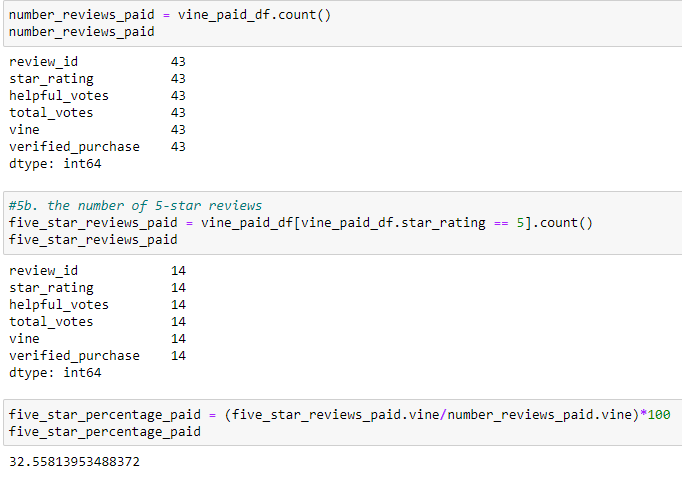 number_reviews_paid = vine_paid_df.count()
number_reviews_paid
review_id 43
star_rating 43
helpful_votes 43
total_votes 43
vine 43
verified_purchase 43
dtype: int64
#5b. the number of 5-star reviews
five_star_reviews_paid = vine_paid_df[vine_paid_df.star_rating == 5].count()
five_star_reviews_paid
review_id 14
star_rating 14
helpful_votes 14
total_votes 14
vine 14
verified_purchase 14
dtype: int64
five_star_percentage_paid = (five_star_reviews_paid.vine/number_reviews_paid.vine)*100
five_star_percentage_paid
32.55813953488372